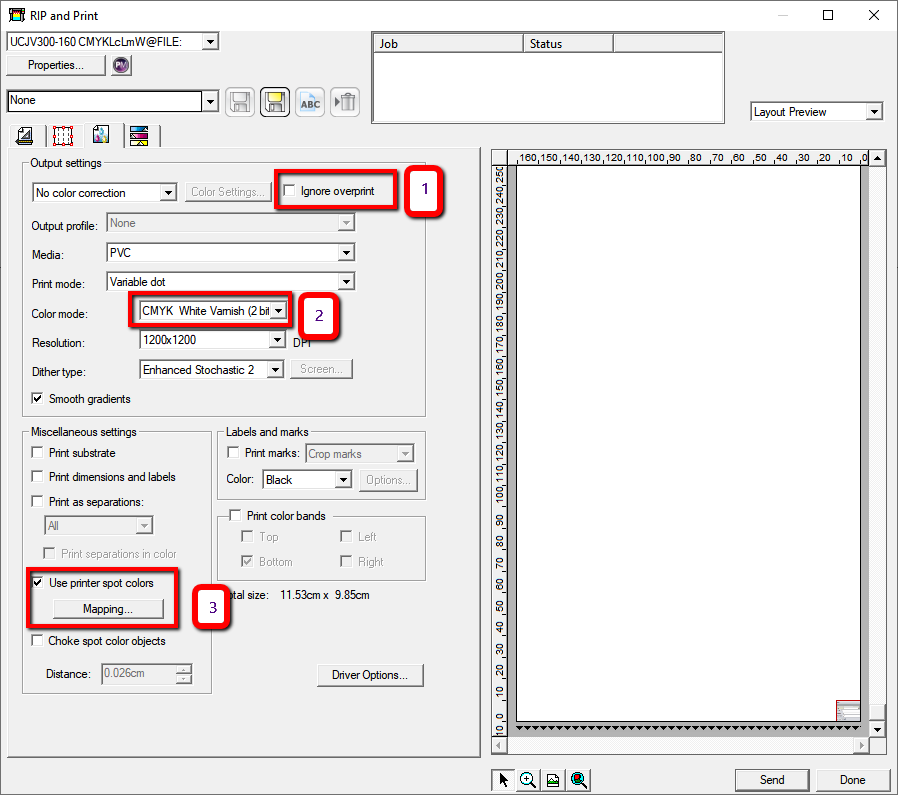 RIP and Print
UCJV300-160 CMYKLcLmW@FILE:
Properties...
PM
None
ABC
Job Status
Layout Preview
Output settings
No color correction Color Settings... Ignore overprint 1
Output profile: None
Media: PVC
Print mode: Variable dot
Color mode: CMYK White Varnish (2 bit 2
Resolution: 1200x1200 DPI
Dither type: Enhanced Stochastic 2 Screen...
Smooth gradients
Miscellaneous settings
Print substrate
Print dimensions and labels
Print as separations:
All
Print separations in color
Use printer spot colors
Mapping...
3
Choke spot color objects
Distance: 0.026cm
Labels and marks
Print marks: Crop marks
Color: Black Options...
Print color bands
Top Left
Bottom Right
tal size: 11.53cm x 9.85cm
Driver Options...
160 150 140 130 120 110 100 90 80 70 60 50 40 30 20 10 0
250
240
230
220
210
200
190
180
170
160
150
140
130
120
110
100
90
80
70
60
50
40
30
20
10
0
10
Send Done